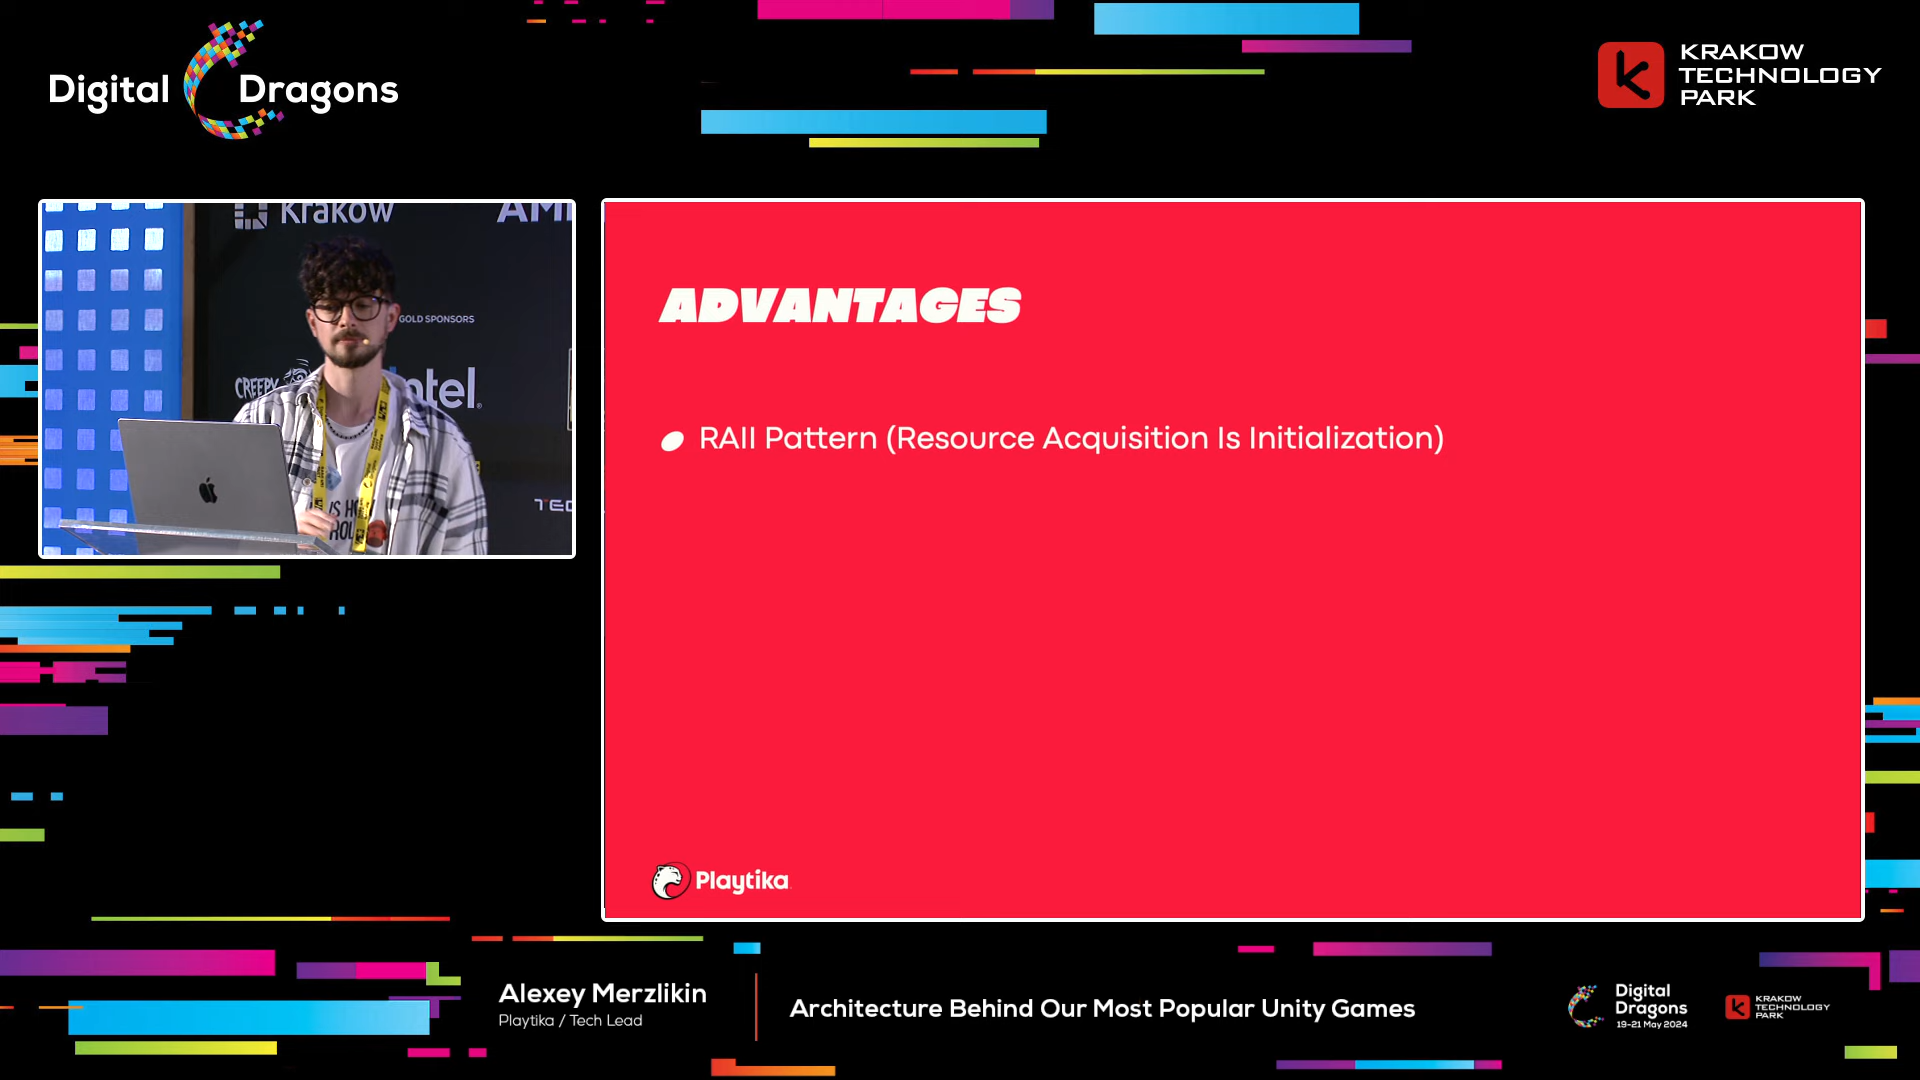 Digital Dragons
KRAKOW
TECHNOLOGY
PARK
Krakow
GOLD SPONSORS
CREEPY
intel
ADVANTAGES
RAII Pattern (Resource Acquisition Is Initialization)
Playtika
Alexey Merzlikin
Playtika / Tech Lead
Architecture Behind Our Most Popular Unity Games
Digital
Dragons
19-21 May 2024
KRAKOW
TECHNOLOGY
PARK